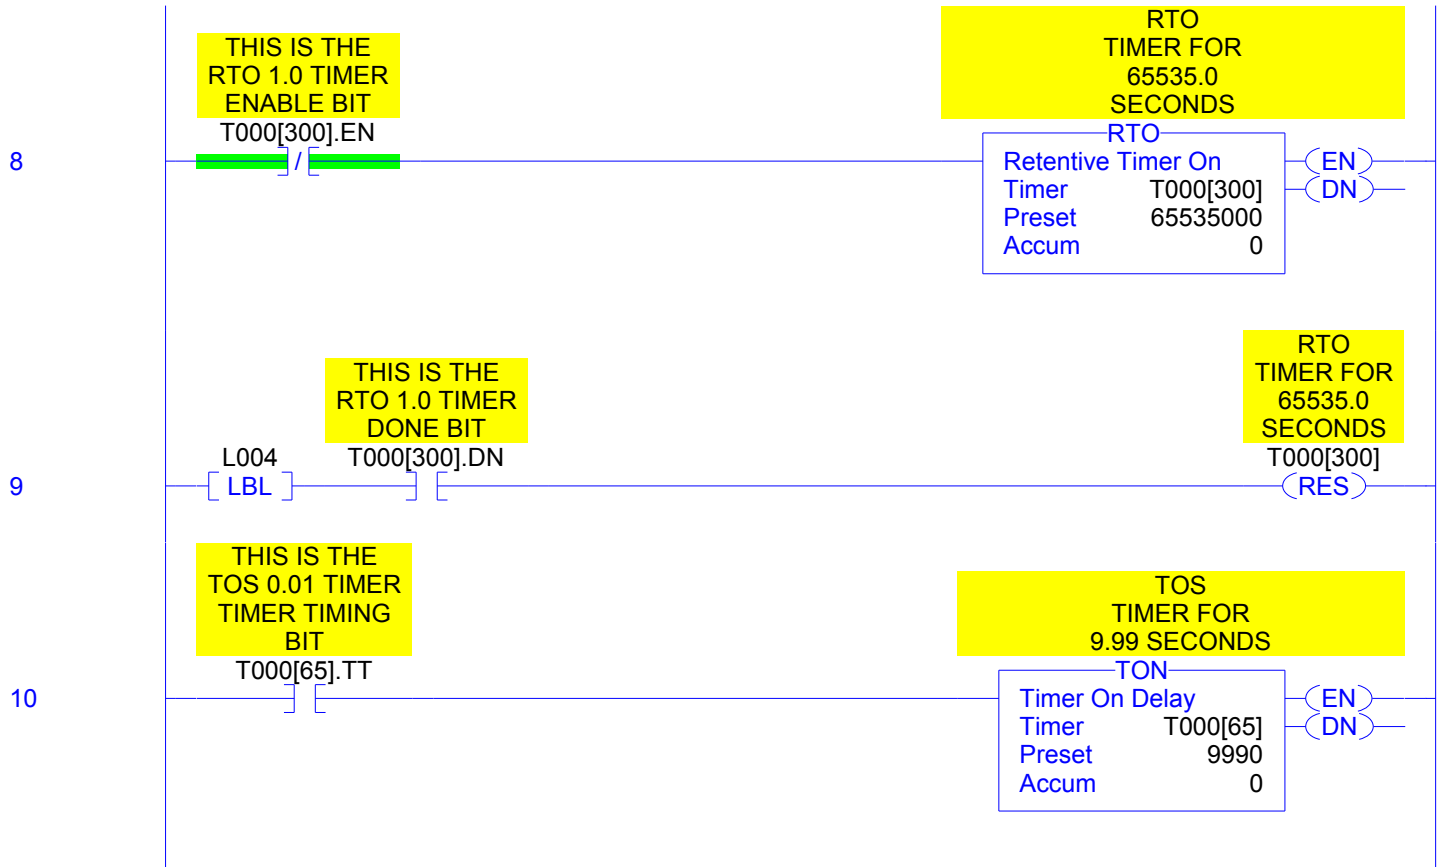 THIS IS THE
RTO 1.0 TIMER
ENABLE BIT
T000[300].EN
8
/
RTO
TIMER FOR
65535.0
SECONDS
RTO
Retentive Timer On
Timer T000[300]
Preset 65535000
Accum 0
EN
DN
9
L004
LBL
THIS IS THE
RTO 1.0 TIMER
DONE BIT
T000[300].DN
RTO
TIMER FOR
65535.0
SECONDS
T000[300]
RES
10
THIS IS THE
TOS 0.01 TIMER
TIMER TIMING
BIT
T000[65].TT
TOS
TIMER FOR
9.99 SECONDS
TON
Timer On Delay
Timer T000[65]
Preset 9990
Accum 0
EN
DN